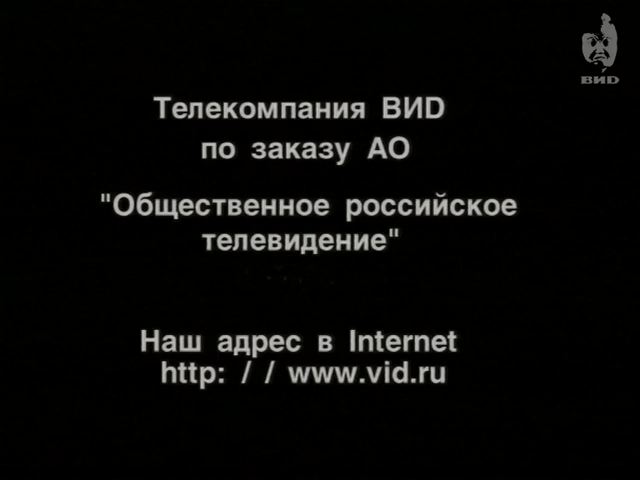 ВИD
Телекомпания ВИD
по заказу АО
"Общественное российское
телевидение"
Наш адрес в Internet
http: / / www.vid.ru